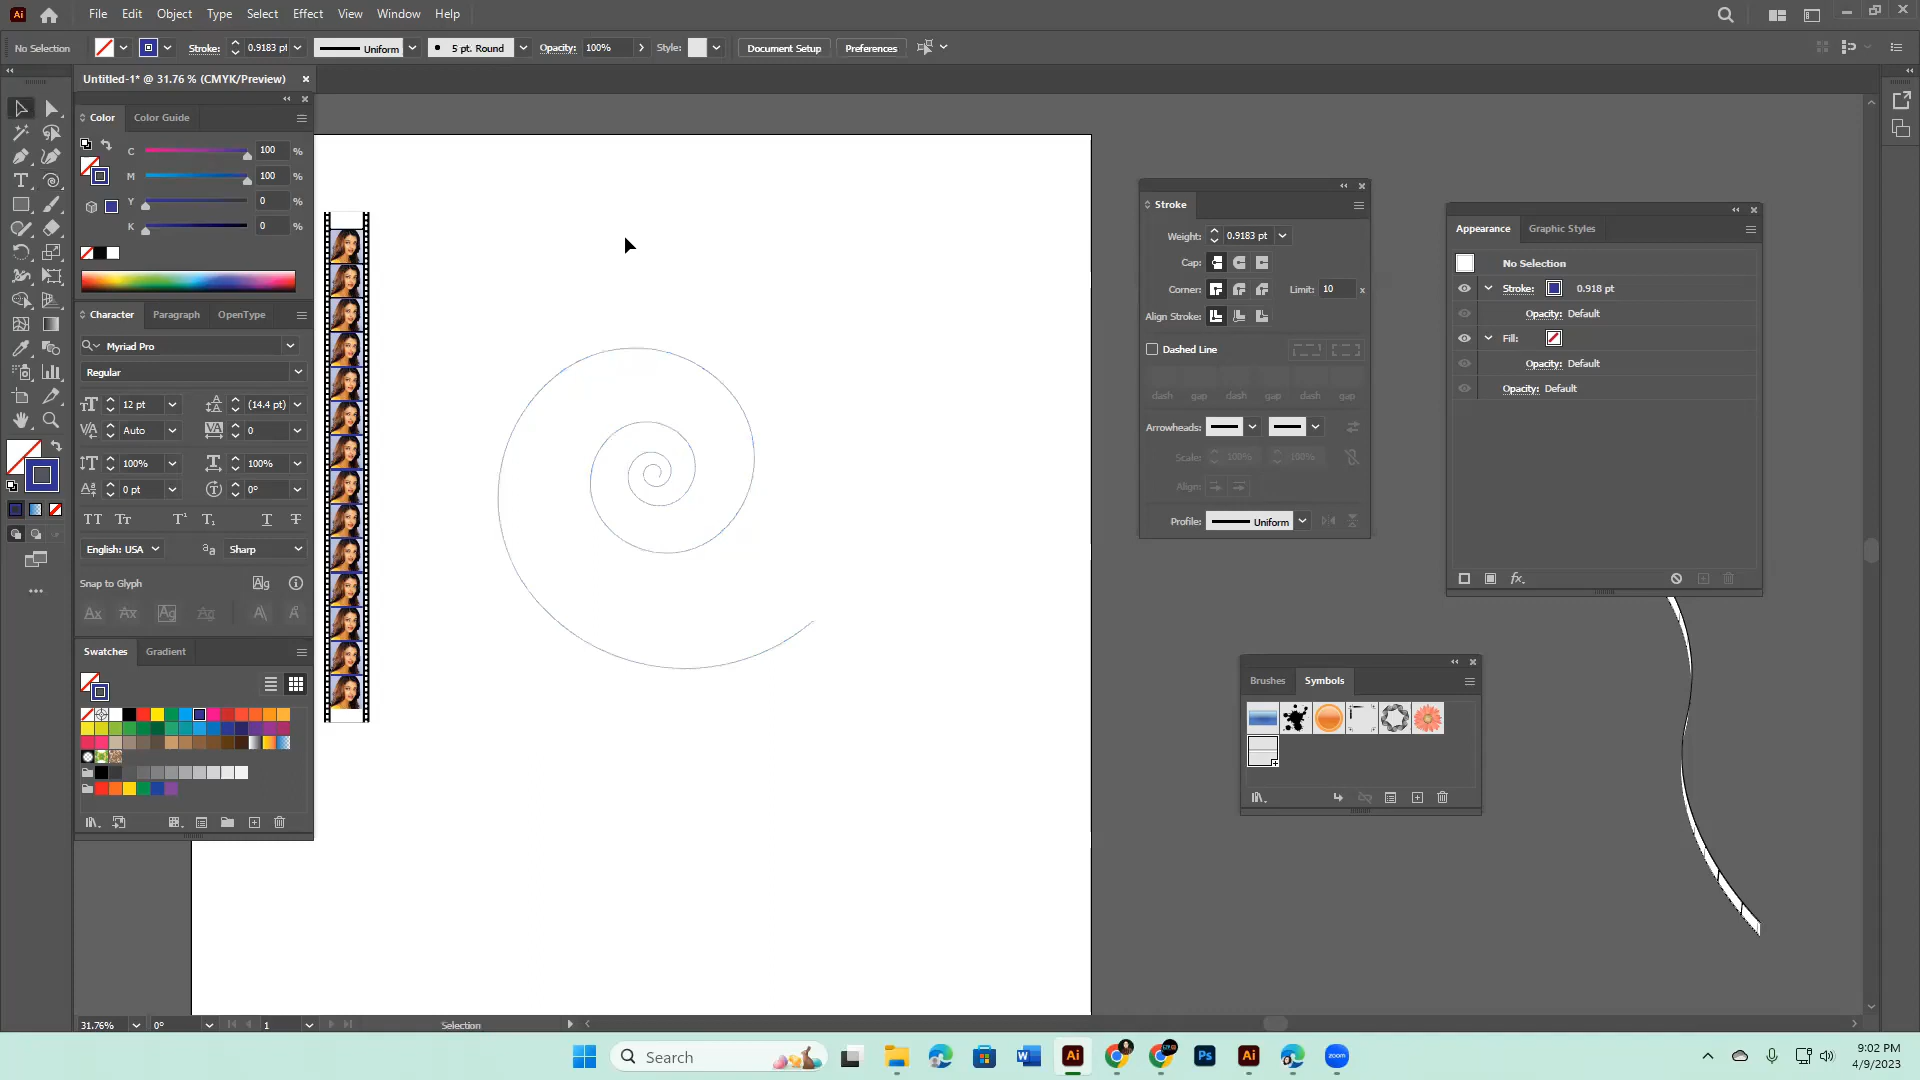 Ai File Edit Object Type Select Effect View Window Help
No Selection Stroke: 0.9183 pt Uniform 5 pt. Round Opacity: 100% Style: Document Setup Preferences
Untitled-1* @ 31.76 % (CMYK/Preview) ×
Color Color Guide
C 100 %
M 100 %
Y 0 %
K 0 %
Character Paragraph OpenType
Myriad Pro
Regular
12 pt (14.4 pt)
Auto 0
100% 100%
0 pt 0°
English: USA Sharp
Snap to Glyph
Swatches Gradient
Stroke
Weight: 0.9183 pt
Cap:
Corner: Limit: 10 x
Align Stroke:
Dashed Line
dash gap dash gap dash gap
Arrowheads:
Scale: 100% 100%
Align:
Profile: Uniform
Appearance Graphic Styles
No Selection
Stroke: 0.918 pt
Opacity: Default
Fill:
Opacity: Default
Opacity: Default
fx
Brushes Symbols
31.76% 0° 1 Selection
Search
9:02 PM
4/9/2023